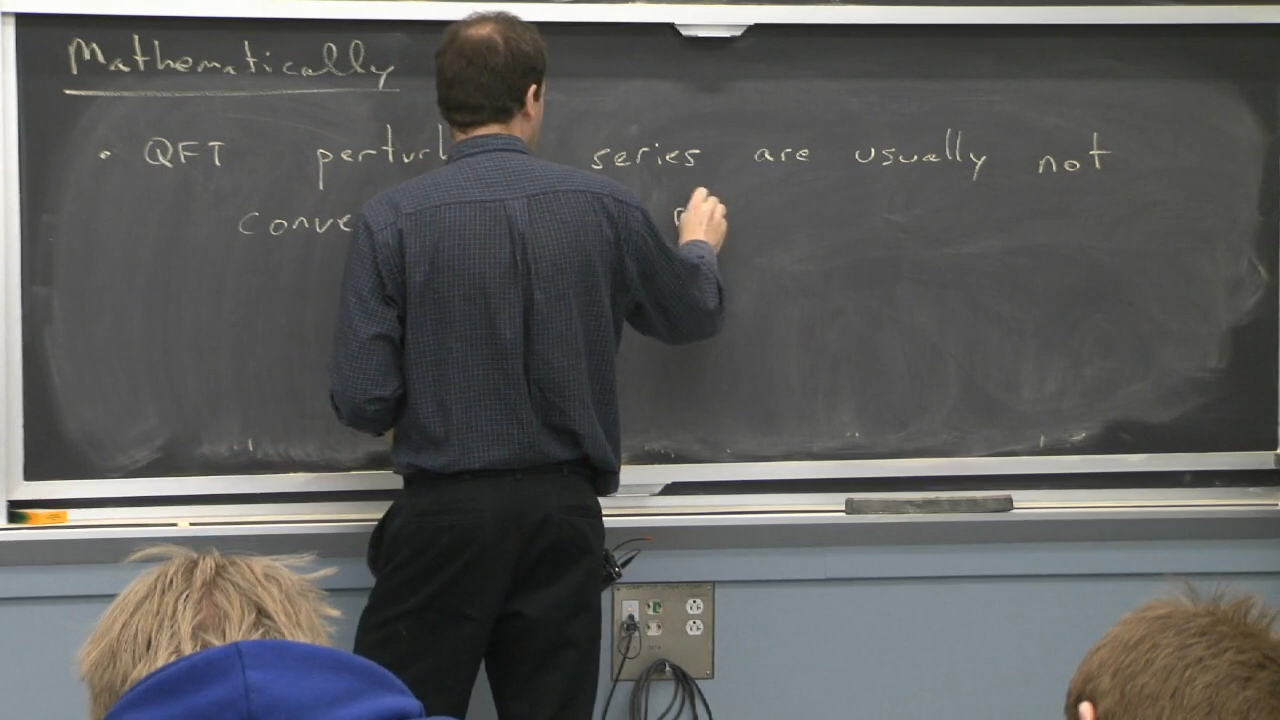 Mathematically
• QFT perturb series are usually not
conve